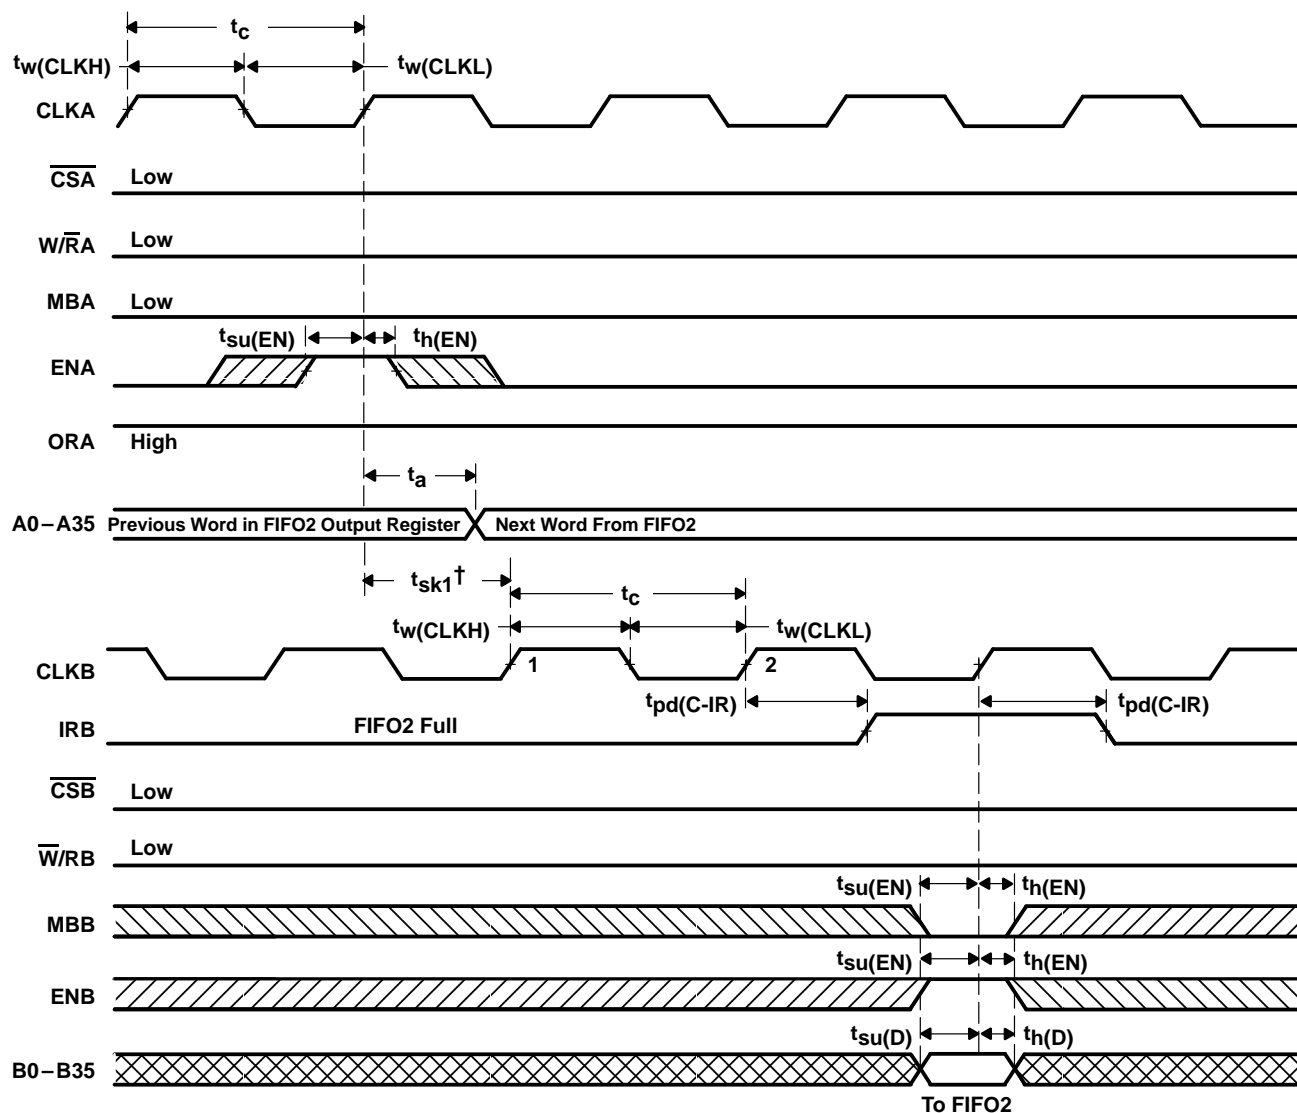 tc
tw(CLKH) tw(CLKL)
CLKA
CSA Low
W/RA Low
MBA Low
tsu(EN) th(EN)
ENA
ORA High
ta
A0–A35 Previous Word in FIFO2 Output Register Next Word From FIFO2
tsk1†
tc
tw(CLKH) tw(CLKL)
CLKB 1 2
tpd(C-IR) tpd(C-IR)
IRB FIFO2 Full
CSB Low
W/RB Low
tsu(EN) th(EN)
MBB
tsu(EN) th(EN)
ENB
tsu(D) th(D)
B0–B35
To FIFO2